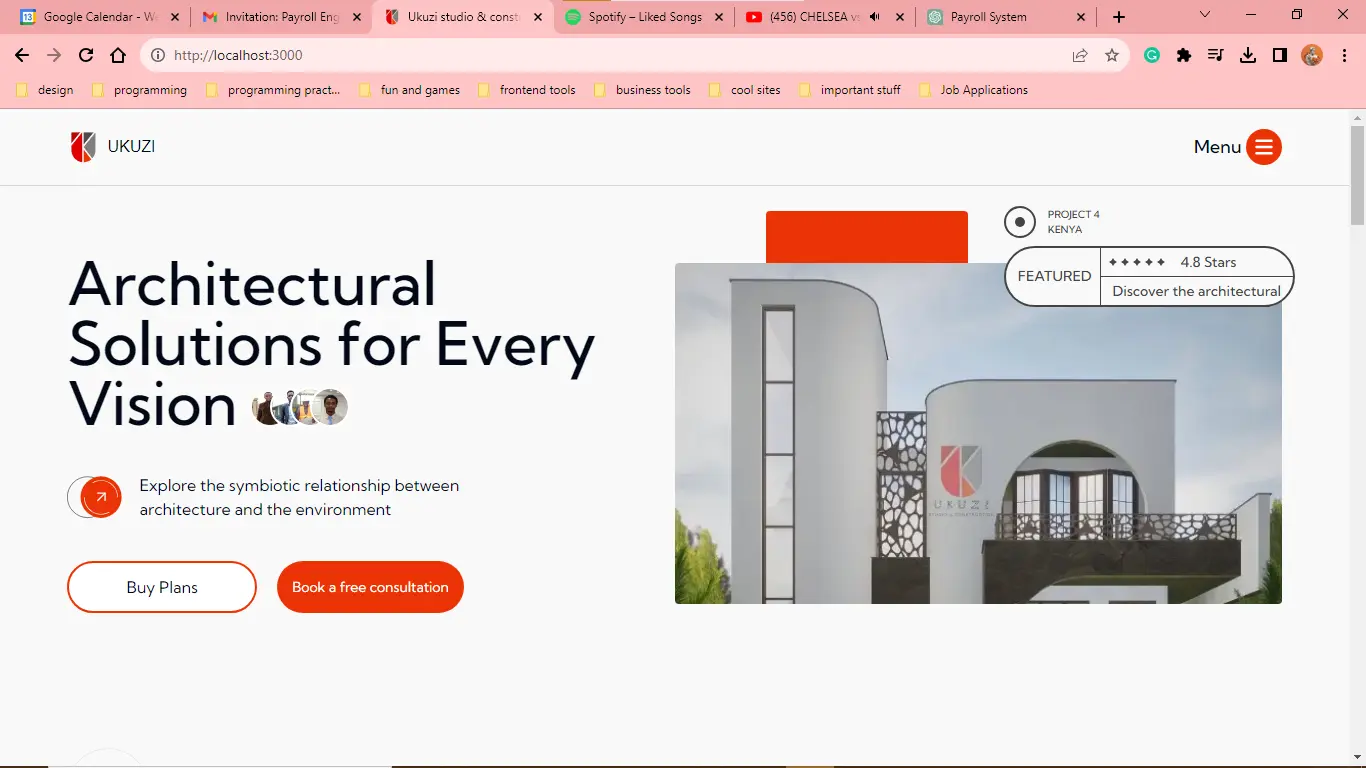 13
Google Calendar - W
Invitation: Payroll Eng
Ukuzi studio & const
Spotify – Liked Songs
(456) CHELSEA v
Payroll System
http://localhost:3000
design
programming
programming pract...
fun and games
frontend tools
business tools
cool sites
important stuff
Job Applications
UKUZI
Menu
PROJECT 4
KENYA
FEATURED
4.8 Stars
Discover the architectural
Architectural
Solutions for Every
Vision
UKUZI
Explore the symbiotic relationship between
architecture and the environment
Buy Plans
Book a free consultation